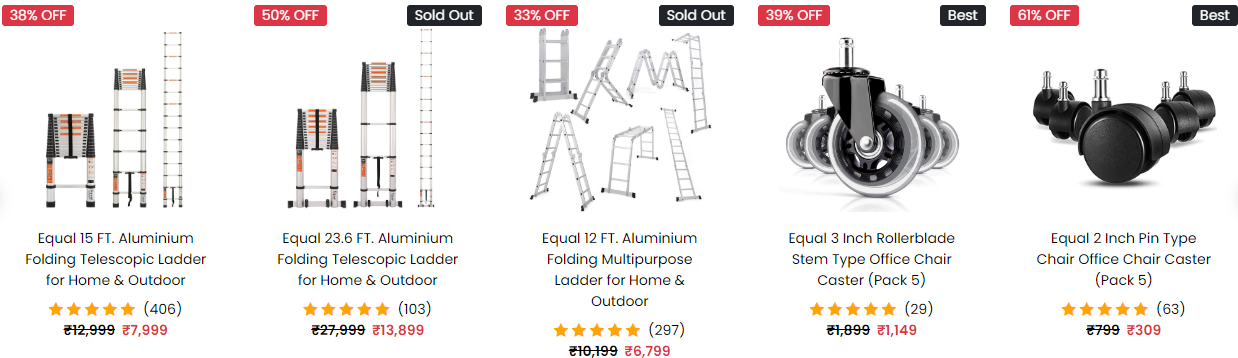 38% OFF
50% OFF
Sold Out
33% OFF
Sold Out
39% OFF
Best
61% OFF
Best
Equal 15 FT. Aluminium
Folding Telescopic Ladder
for Home & Outdoor
(406)
₹12,999 ₹7,999
Equal 23.6 FT. Aluminium
Folding Telescopic Ladder
for Home & Outdoor
(103)
₹27,999 ₹13,899
Equal 12 FT. Aluminium
Folding Multipurpose
Ladder for Home &
Outdoor
(297)
₹10,199 ₹6,799
Equal 3 Inch Rollerblade
Stem Type Office Chair
Caster (Pack 5)
(29)
₹1,899 ₹1,149
Equal 2 Inch Pin Type
Chair Office Chair Caster
(Pack 5)
(63)
₹799 ₹309